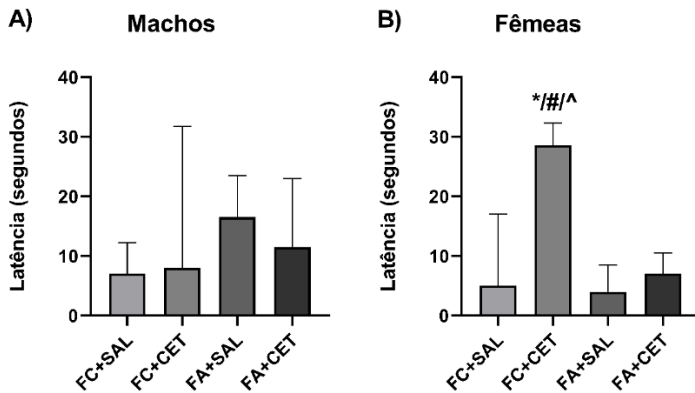 A) Machos
Latência (segundos)
40
30
20
10
0
FC+SAL
FC+CET
FA+SAL
FA+CET
B) Fêmeas
Latência (segundos)
40
30
20
10
0
*/#/^
FC+SAL
FC+CET
FA+SAL
FA+CET